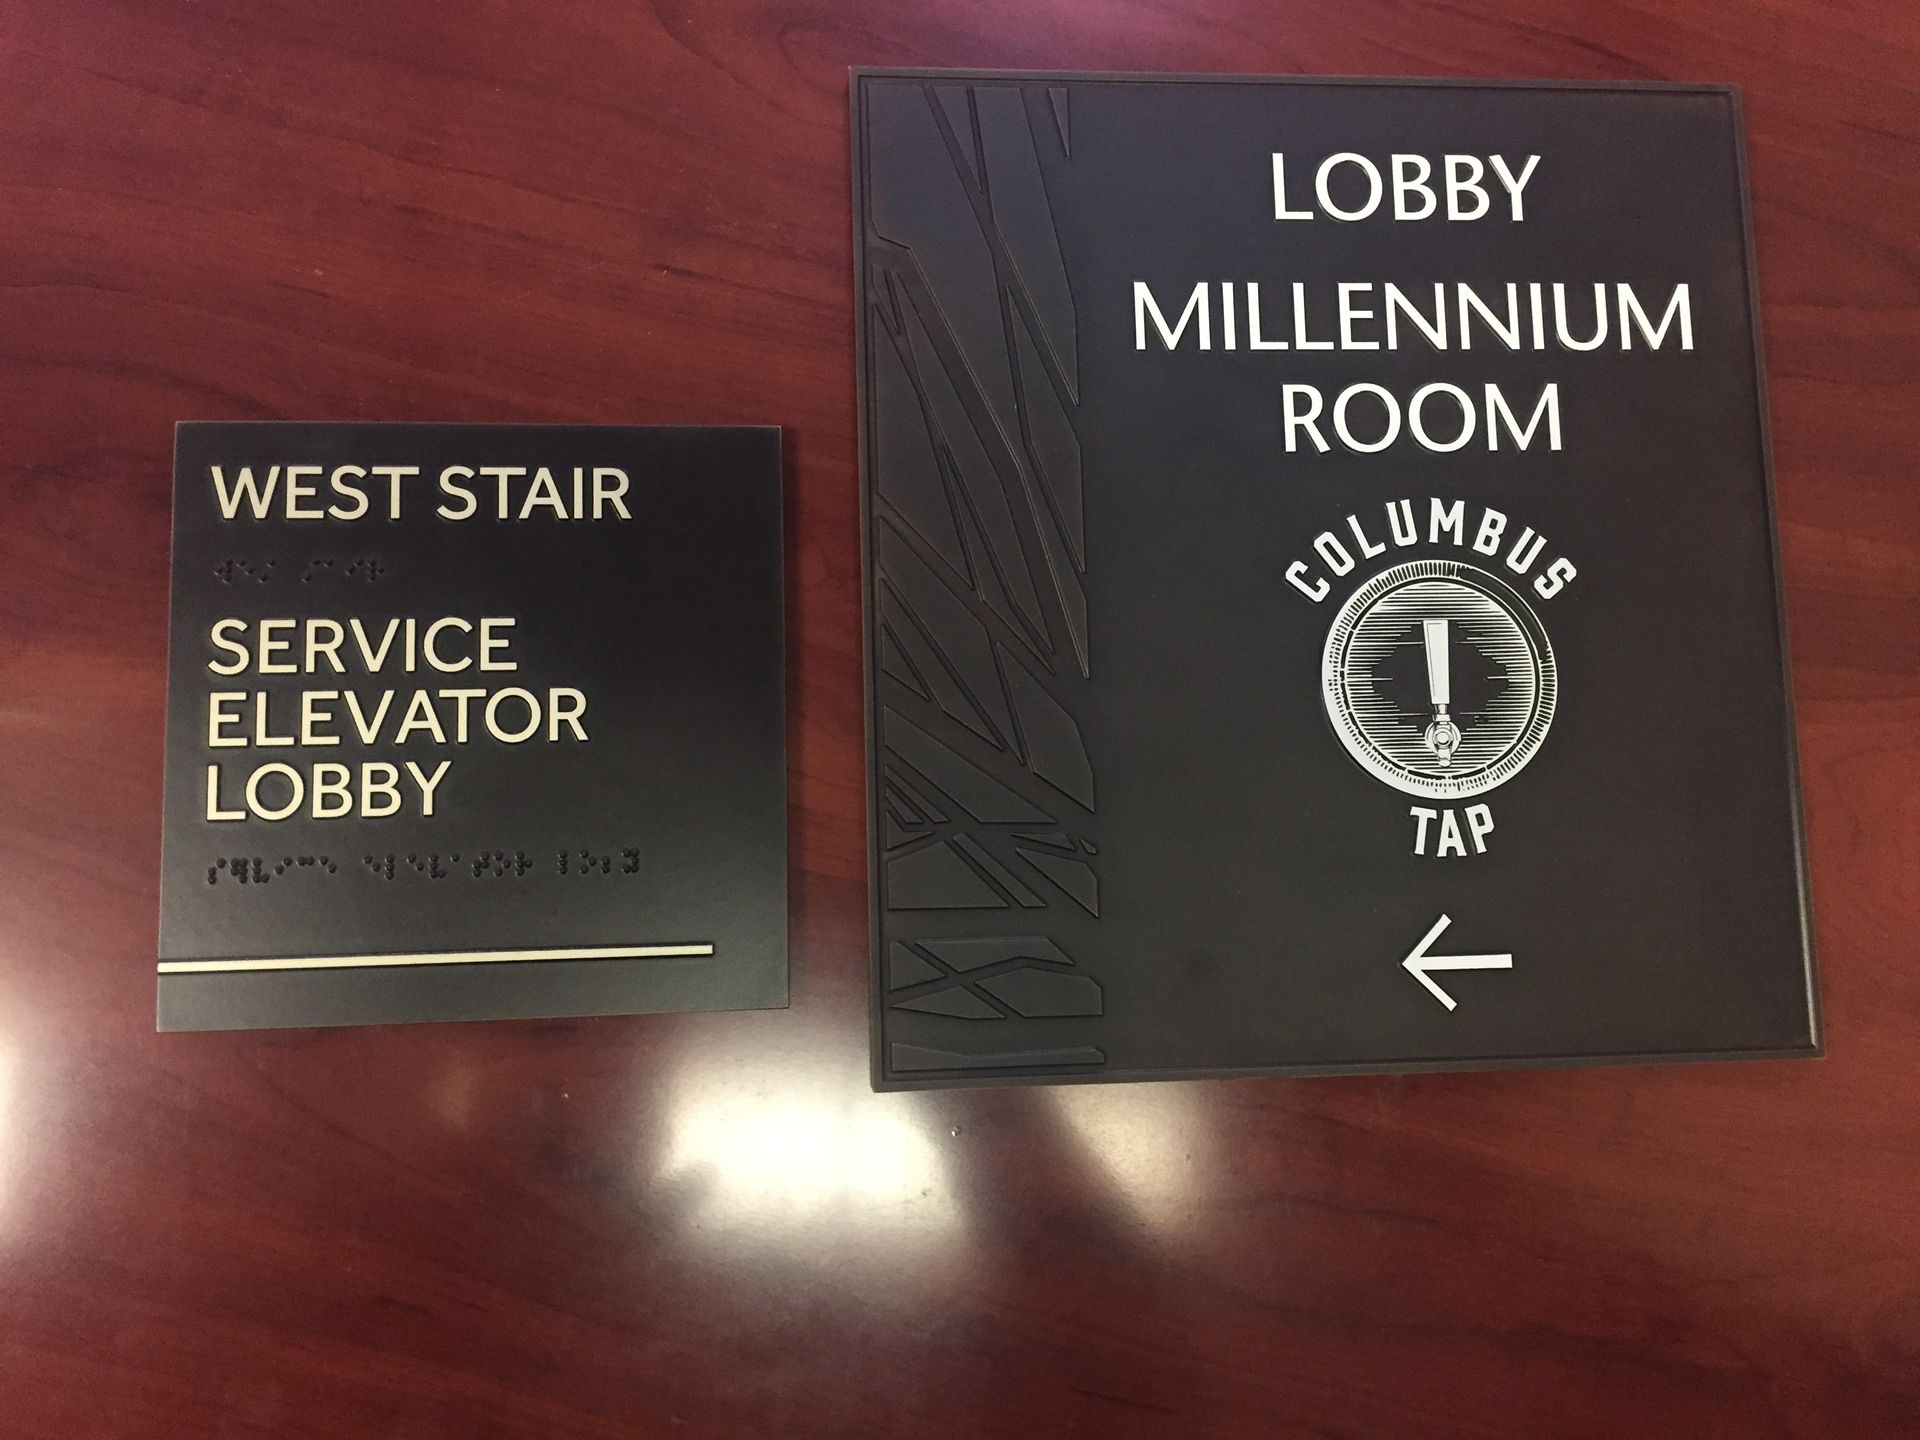 WEST STAIR
SERVICE
ELEVATOR
LOBBY
LOBBY
MILLENNIUM
ROOM
COLUMBUS
TAP